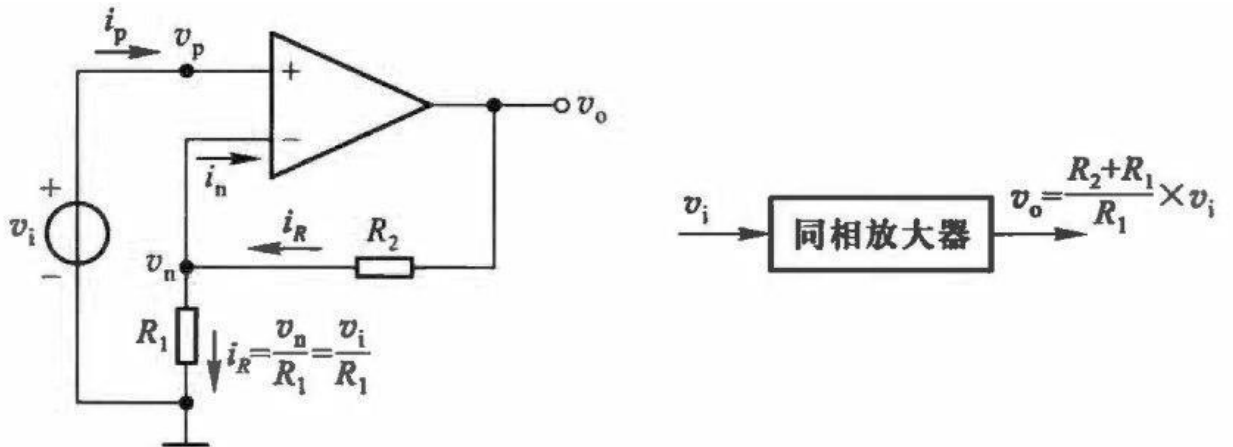 i_p
v_p
+
−
v_o
i_n
+
v_i
−
i_R
R_2
v_n
R_1
i_R=v_n/R_1=v_i/R_1
v_i
同相放大器
v_o=(R_2+R_1)/R_1×v_i